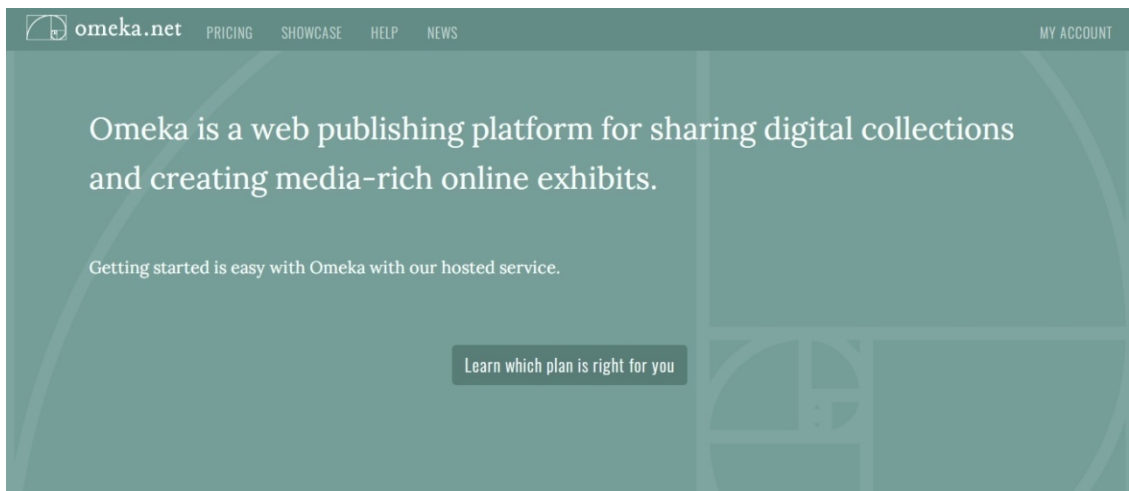 omeka.net PRICING SHOWCASE HELP NEWS MY ACCOUNT
Omeka is a web publishing platform for sharing digital collections
and creating media-rich online exhibits.
Getting started is easy with Omeka with our hosted service.
Learn which plan is right for you